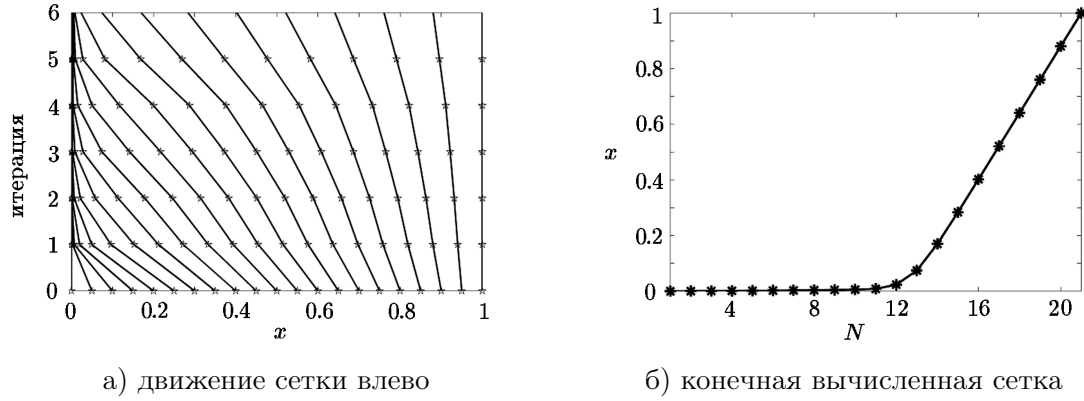 6
5
4
3
2
1
0
итерация
0 0.2 0.4 0.6 0.8 1
x
а) движение сетки влево
1
0.8
0.6
0.4
0.2
0
x
4 8 12 16 20
N
б) конечная вычисленная сетка